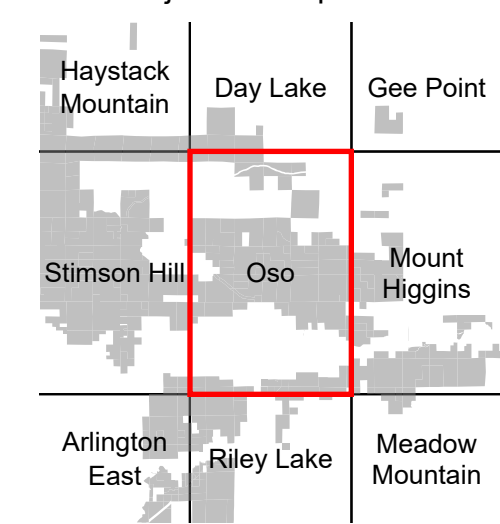 Haystack
Mountain
Day Lake
Gee Point
Stimson Hill
Oso
Mount
Higgins
Arlington
East
Riley Lake
Meadow
Mountain